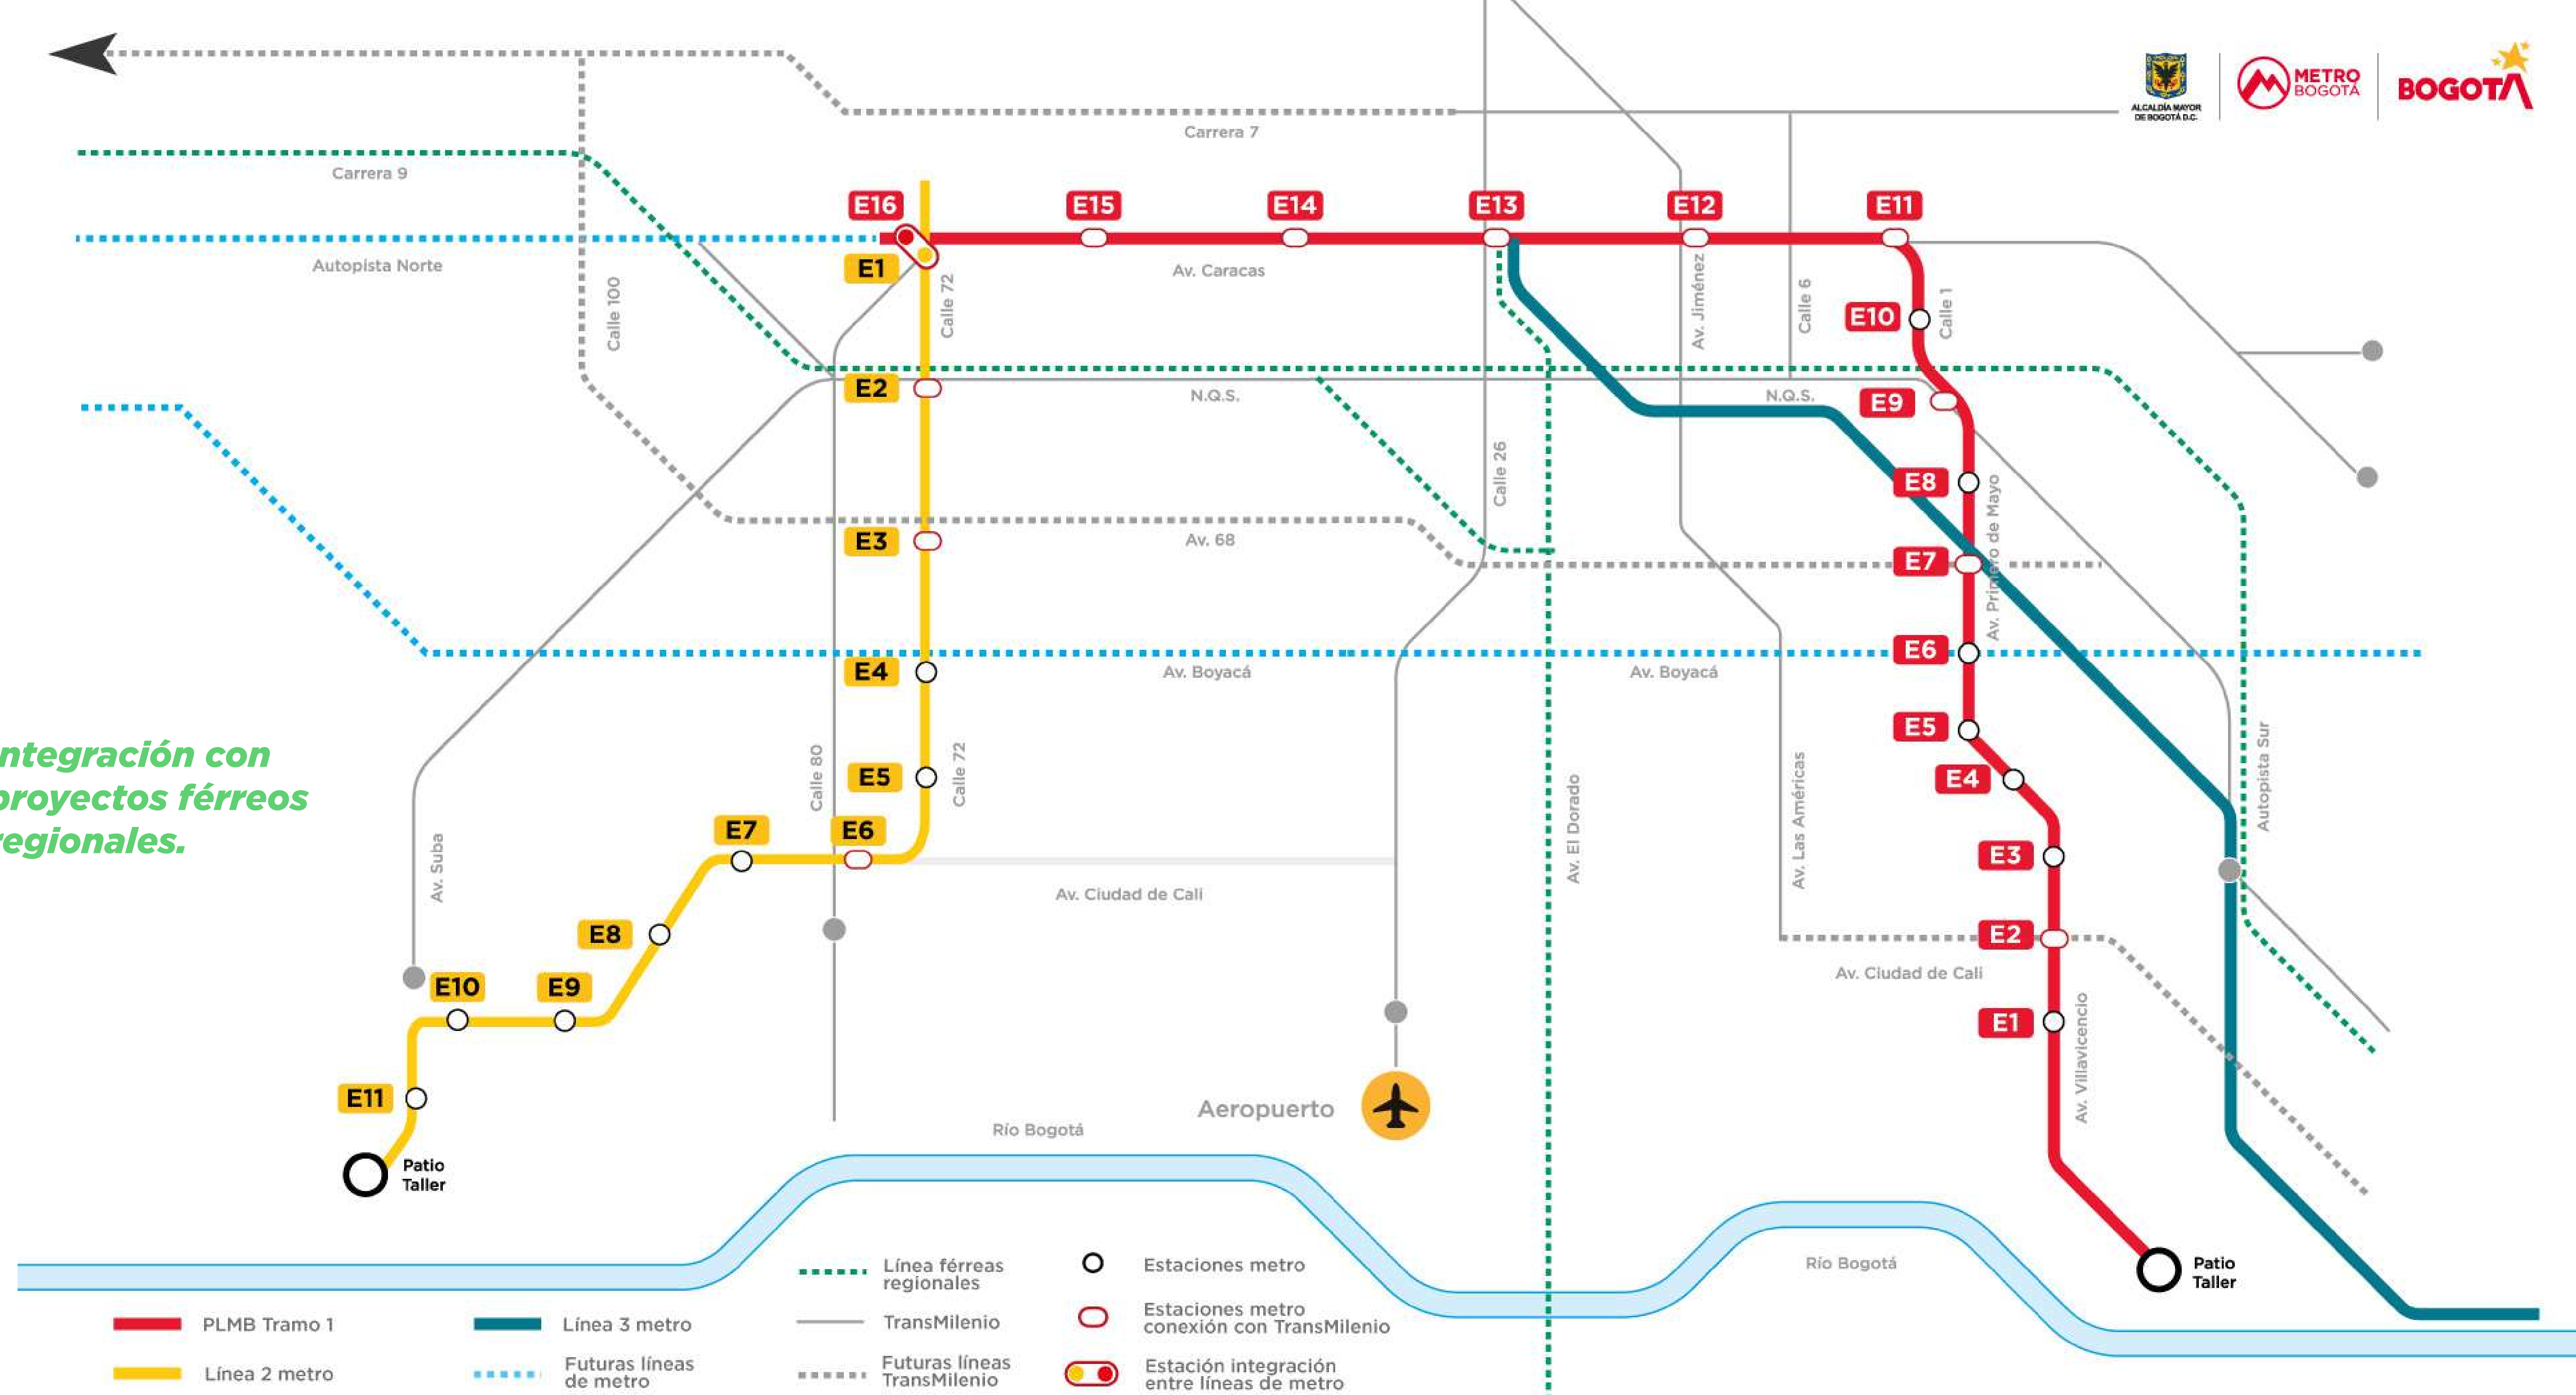 ALCALDÍA MAYOR
DE BOGOTÁ D.C.
METRO
BOGOTÁ
BOGOTÁ
Carrera 7
Carrera 9
Autopista Norte
E16
E15
E14
E13
E12
E11
E1
Av. Caracas
Calle 100
Calle 72
Av. Jiménez
Calle 6
Calle 1
E10
E2
N.Q.S.
N.Q.S.
E9
Calle 26
E8
E3
Av. 68
E7
Av. Primero de Mayo
E6
E4
Av. Boyacá
Av. Boyacá
E5
ntegración con
proyectos férreos
regionales.
Calle 80
E5
Calle 72
E4
Av. El Dorado
Av. Las Américas
Autopista Sur
E7
E6
Av. Suba
E3
Av. Ciudad de Cali
E8
E2
Av. Ciudad de Cali
E10
E9
E1
Av. Villavicencio
E11
Aeropuerto
Río Bogotá
Patio
Taller
Río Bogotá
Patio
Taller
PLMB Tramo 1
Línea 2 metro
Línea 3 metro
Futuras líneas
de metro
Línea férreas
regionales
TransMilenio
Futuras líneas
TransMilenio
Estaciones metro
Estaciones metro
conexión con TransMilenio
Estación integración
entre líneas de metro